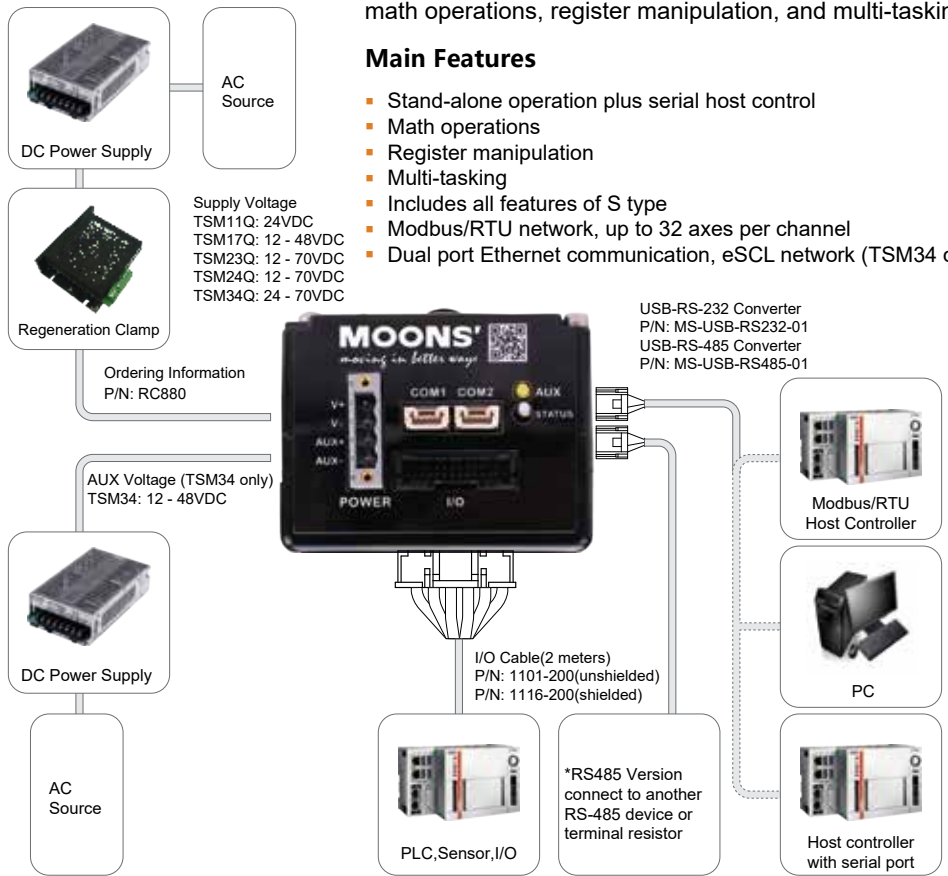 math operations, register manipulation, and multi-taskin
Main Features
Stand-alone operation plus serial host control
Math operations
Register manipulation
Multi-tasking
Includes all features of S type
Modbus/RTU network, up to 32 axes per channel
Dual port Ethernet communication, eSCL network (TSM34 o
AC
Source
DC Power Supply
Supply Voltage
TSM11Q: 24VDC
TSM17Q: 12 - 48VDC
TSM23Q: 12 - 70VDC
TSM24Q: 12 - 70VDC
TSM34Q: 24 - 70VDC
Regeneration Clamp
Ordering Information
P/N: RC880
MOONS'
moving in better ways
COM1 COM2
AUX
STATUS
V+
V-
AUX+
AUX-
POWER
I/O
USB-RS-232 Converter
P/N: MS-USB-RS232-01
USB-RS-485 Converter
P/N: MS-USB-RS485-01
AUX Voltage (TSM34 only)
TSM34: 12 - 48VDC
DC Power Supply
AC
Source
I/O Cable(2 meters)
P/N: 1101-200(unshielded)
P/N: 1116-200(shielded)
PLC,Sensor,I/O
*RS485 Version
connect to another
RS-485 device or
terminal resistor
Modbus/RTU
Host Controller
PC
Host controller
with serial port